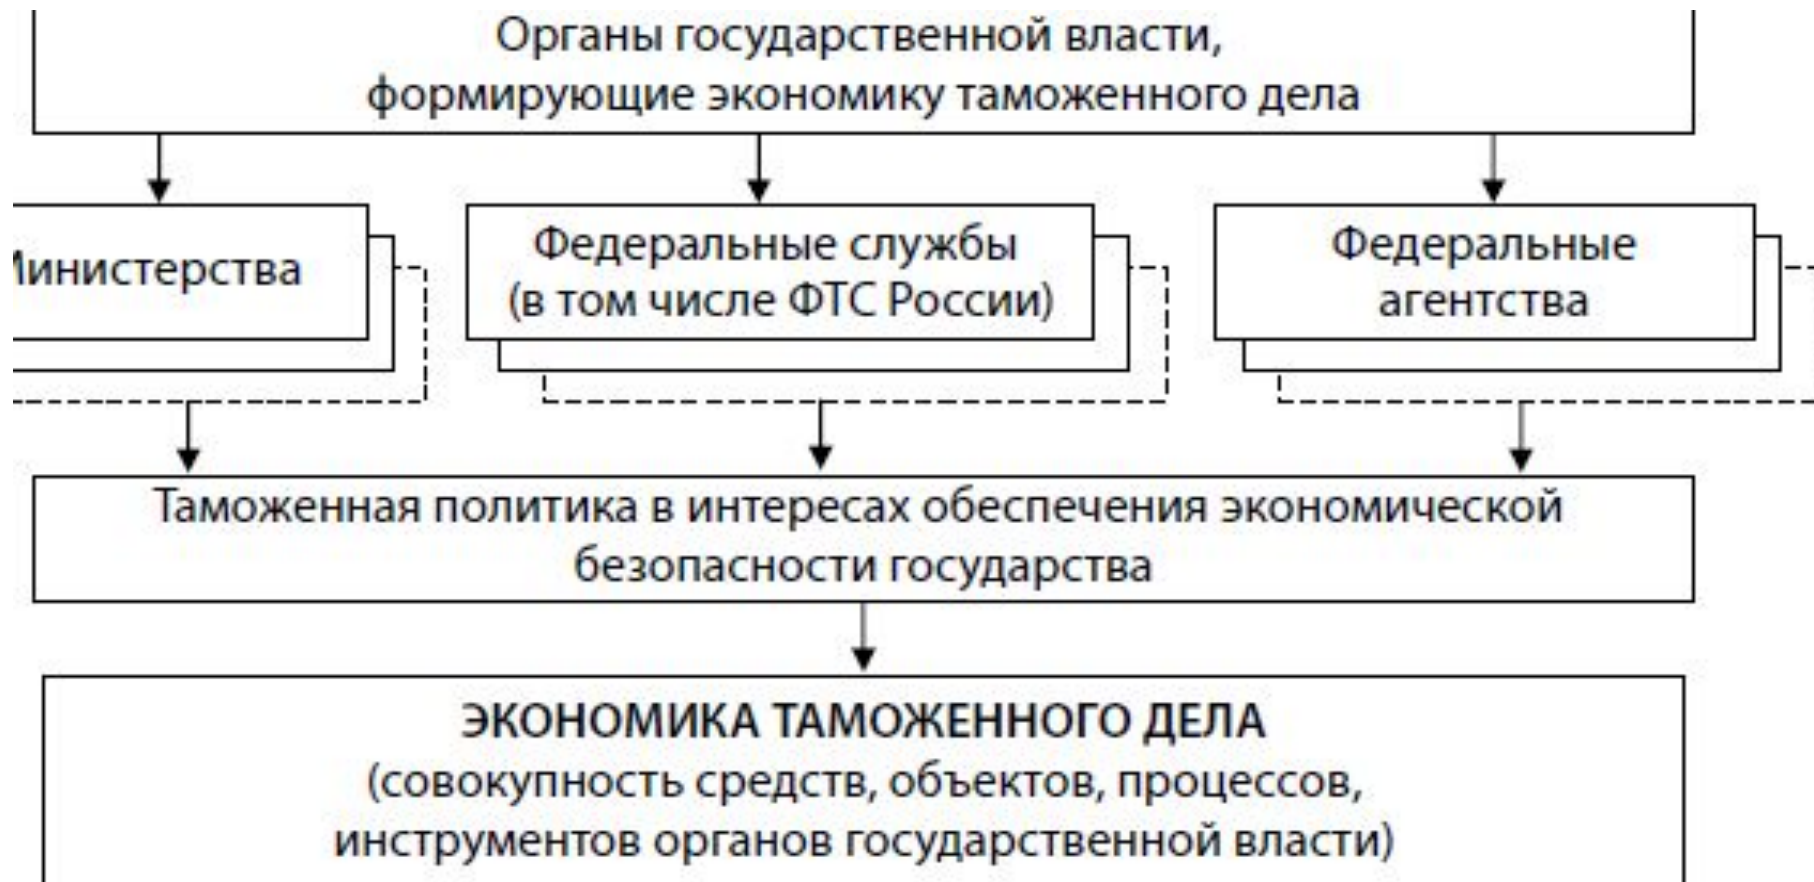 Органы государственной власти,
формирующие экономику таможенного дела
Министерства
Федеральные службы
(в том числе ФТС России)
Федеральные
агентства
Таможенная политика в интересах обеспечения экономической
безопасности государства
ЭКОНОМИКА ТАМОЖЕННОГО ДЕЛА
(совокупность средств, объектов, процессов,
инструментов органов государственной власти)